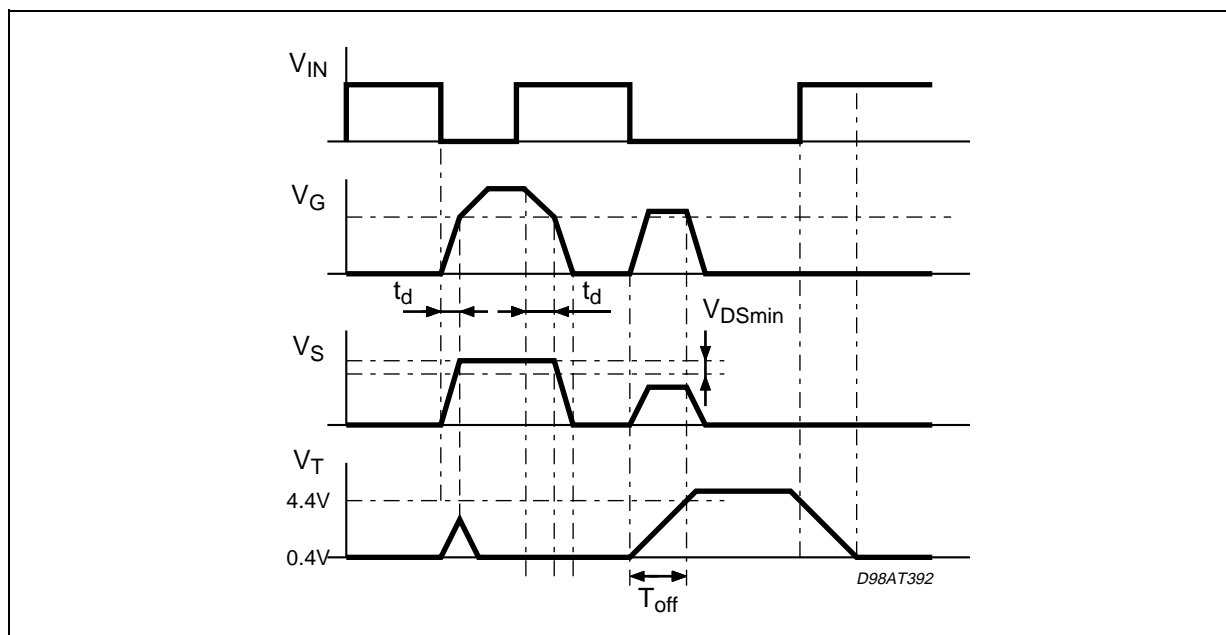 VIN
VG
td td
VDSmin
VS
VT
4.4V
0.4V
D98AT392
Toff